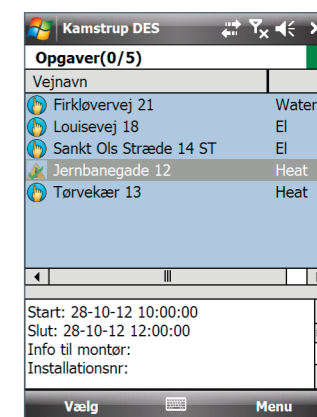 Kamstrup DES
Opgaver(0/5)
Vejnavn
Firkløvervej 21 Water
Louisevej 18 El
Sankt Ols Stræde 14 ST El
Jernbanegade 12 Heat
Tørvekær 13 Heat
Start: 28-10-12 10:00:00
Slut: 28-10-12 12:00:00
Info til montør:
Installationsnr:
Vælg Menu